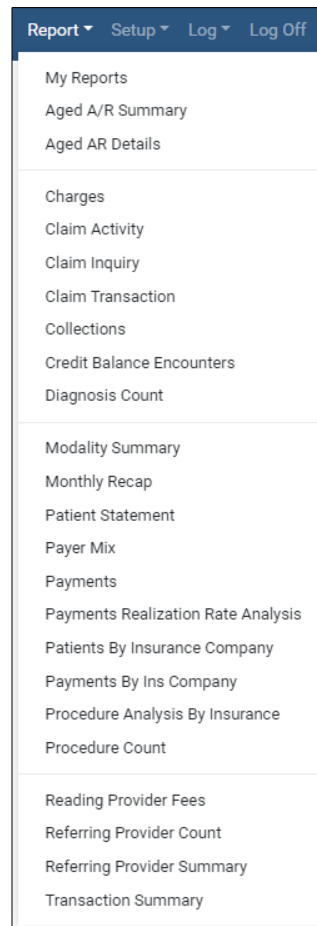 Report Setup Log Log Off
My Reports
Aged A/R Summary
Aged AR Details
Charges
Claim Activity
Claim Inquiry
Claim Transaction
Collections
Credit Balance Encounters
Diagnosis Count
Modality Summary
Monthly Recap
Patient Statement
Payer Mix
Payments
Payments Realization Rate Analysis
Patients By Insurance Company
Payments By Ins Company
Procedure Analysis By Insurance
Procedure Count
Reading Provider Fees
Referring Provider Count
Referring Provider Summary
Transaction Summary